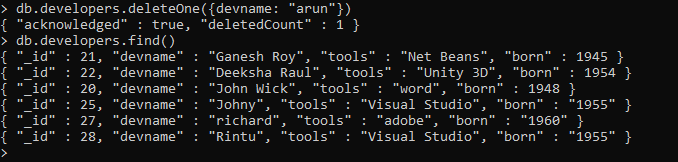 > db.developers.deleteOne({devname: "arun"})
{ "acknowledged" : true, "deletedCount" : 1 }
> db.developers.find()
{ "_id" : 21, "devname" : "Ganesh Roy", "tools" : "Net Beans", "born" : 1945 }
{ "_id" : 22, "devname" : "Deeksha Raul", "tools" : "Unity 3D", "born" : 1954 }
{ "_id" : 20, "devname" : "John Wick", "tools" : "word", "born" : 1948 }
{ "_id" : 25, "devname" : "Johny", "tools" : "Visual Studio", "born" : "1955" }
{ "_id" : 27, "devname" : "richard", "tools" : "adobe", "born" : "1960" }
{ "_id" : 28, "devname" : "Rintu", "tools" : "Visual Studio", "born" : "1955" }
>